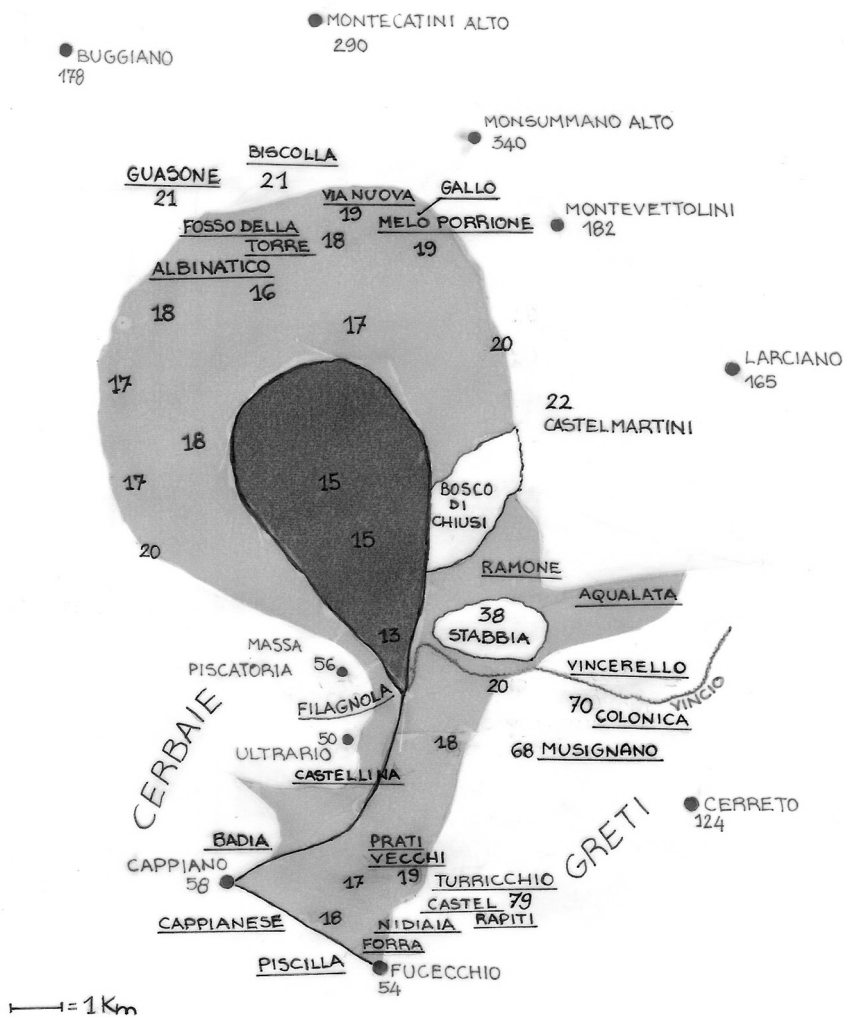 MONTECATINI ALTO
290
BUGGIANO
178
MONSUMMANO ALTO
340
BISCOLLA
21
GUASONE
21
GALLO
VIA NUOVA
19
MELO PORRIONE
19
MONTEVETTOLINI
182
FOSSO DELLA
TORRE
18
ALBINATICO
16
18
17
20
LARCIANO
165
17
22
CASTELMARTINI
18
17
15
BOSCO
DI
CHIUSI
15
20
RAMONE
AQUALATA
38
STABBIA
13
MASSA
PISCATORIA
56
VINCERELLO
20
VINCIO
FILAGNOLA
70
COLONICA
CERBAIE
50
ULTRARIO
18
68 MUSIGNANO
CASTELLINA
CERRETO
124
GRETI
BADIA
PRATI
VECCHI
CAPPIANO
58
17
19
TURRICCHIO
CASTEL 79
RAPITI
CAPPIANESE
18
NIDIAIA
FORRA
PISCILLA
FUCECCHIO
54
= 1 Km